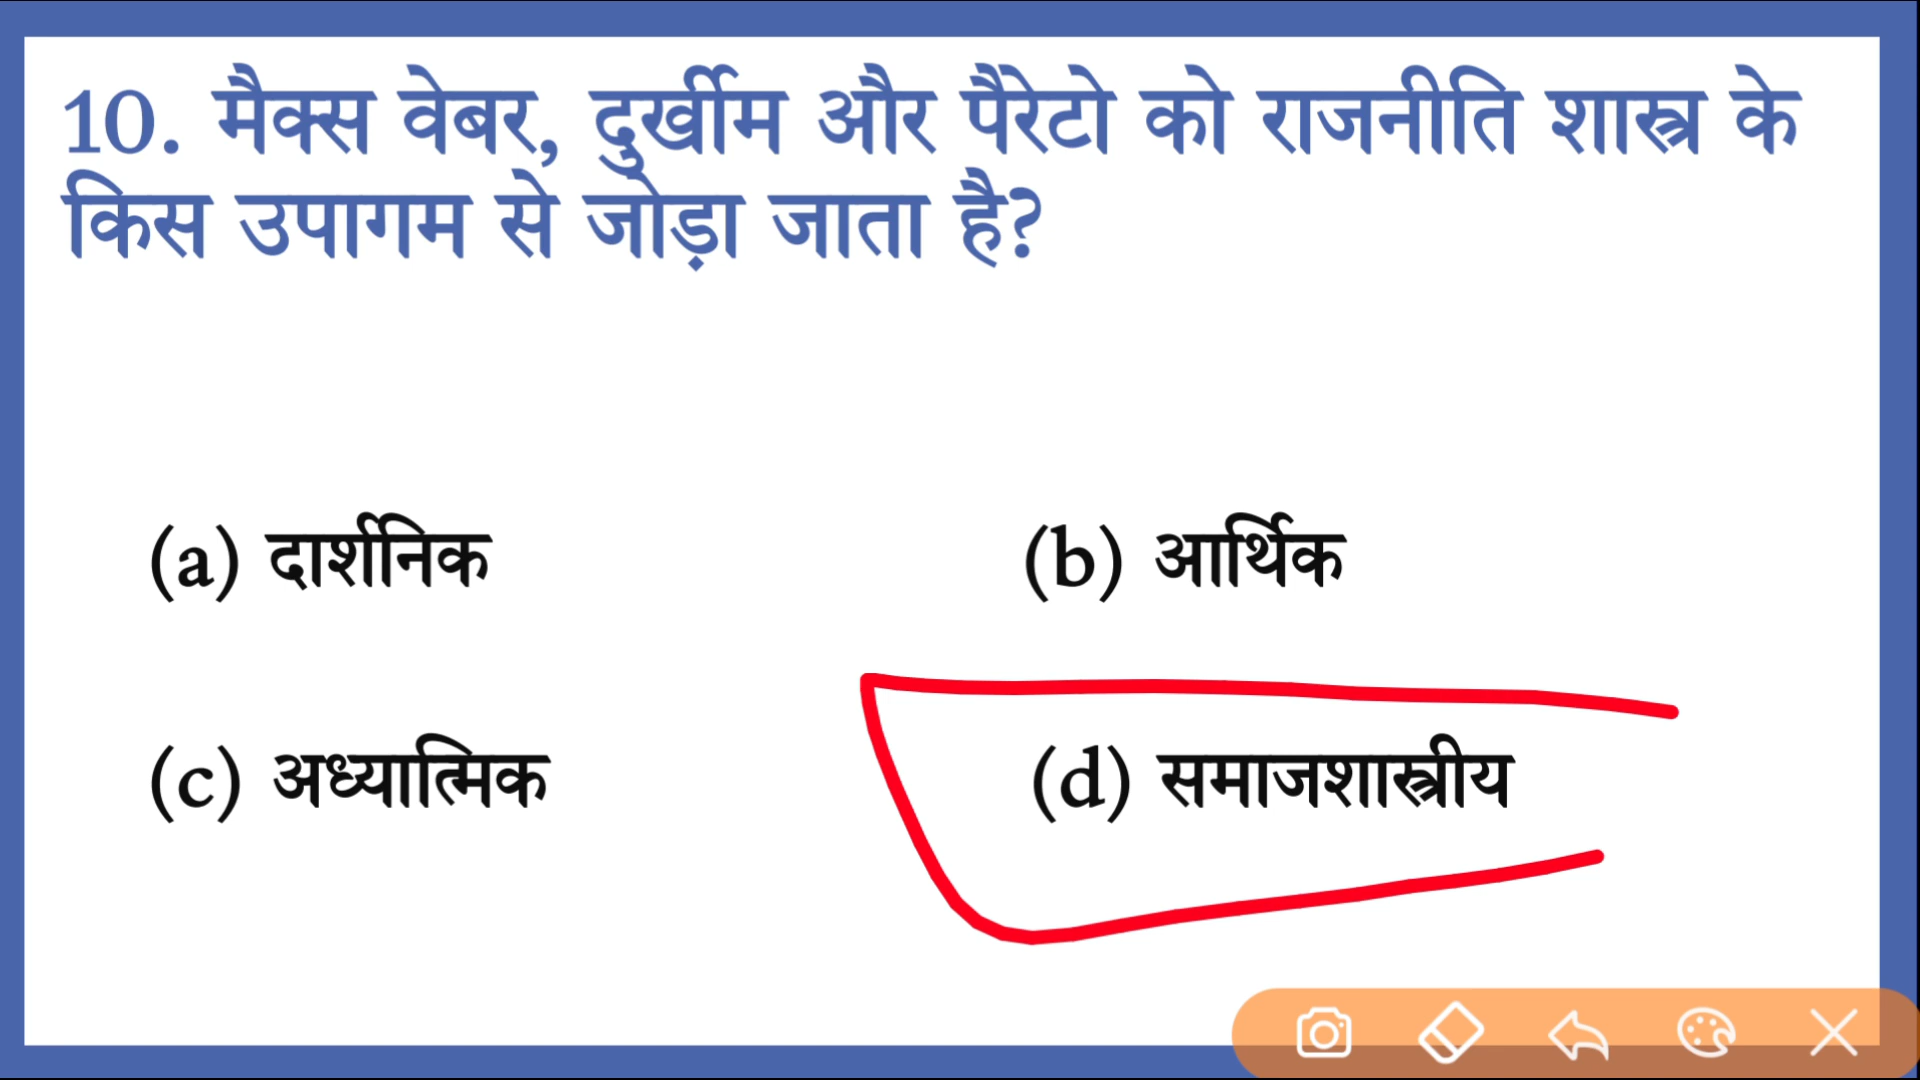 10. मैक्स वेबर, दुर्खीम और पैरेटो को राजनीति शास्त्र के
किस उपागम से जोड़ा जाता है?
(a) दार्शनिक
(b) आर्थिक
(c) अध्यात्मिक
(d) समाजशास्त्रीय